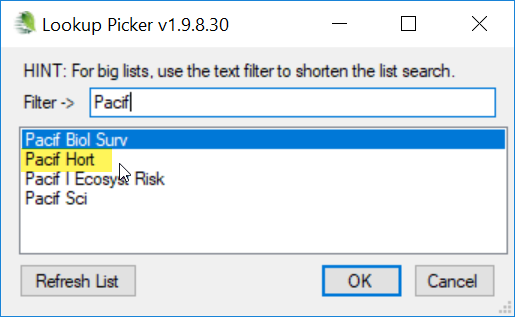 Lookup Picker v1.9.8.30
HINT: For big lists, use the text filter to shorten the list search.
Filter -> Pacif
Pacif Biol Surv
Pacif Hort
Pacif I Ecosyst Risk
Pacif Sci
Refresh List OK Cancel